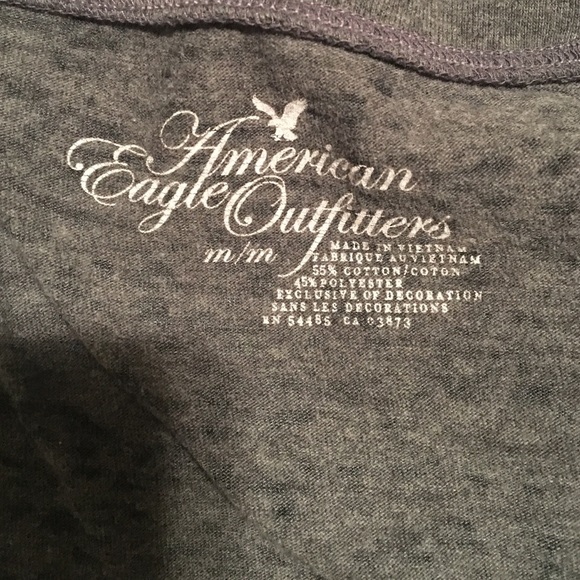 American
Eagle Outfitters
m/m
MADE IN VIETNAM
FABRIQUE AU VIETNAM
55% COTTON/COTON
45% POLYESTER
EXCLUSIVE OF DECORATION
SANS LES DECORATIONS
RN 54485 CA 03873